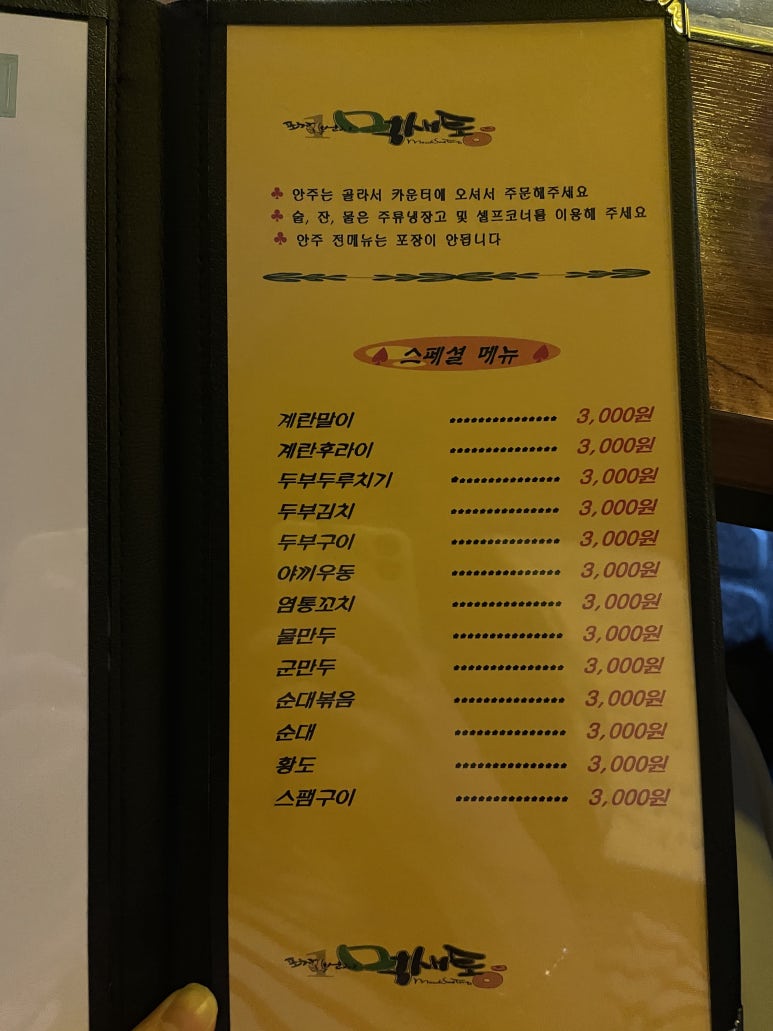 먹새통
♣ 안주는 골라서 카운터에 오셔서 주문해주세요
♣ 술, 잔, 물은 주류냉장고 및 셀프코너를 이용해 주세요
♣ 안주 전메뉴는 포장이 안됩니다
♠ 스페셜 메뉴 ♠
계란말이 ••••••••••••••• 3,000원
계란후라이 ••••••••••••••• 3,000원
두부두루치기 ••••••••••••••• 3,000원
두부김치 ••••••••••••••• 3,000원
두부구이 ••••••••••••••• 3,000원
야끼우동 ••••••••••••••• 3,000원
염통꼬치 ••••••••••••••• 3,000원
물만두 ••••••••••••••• 3,000원
군만두 ••••••••••••••• 3,000원
순대볶음 ••••••••••••••• 3,000원
순대 ••••••••••••••• 3,000원
황도 ••••••••••••••• 3,000원
스팸구이 ••••••••••••••• 3,000원
먹새통